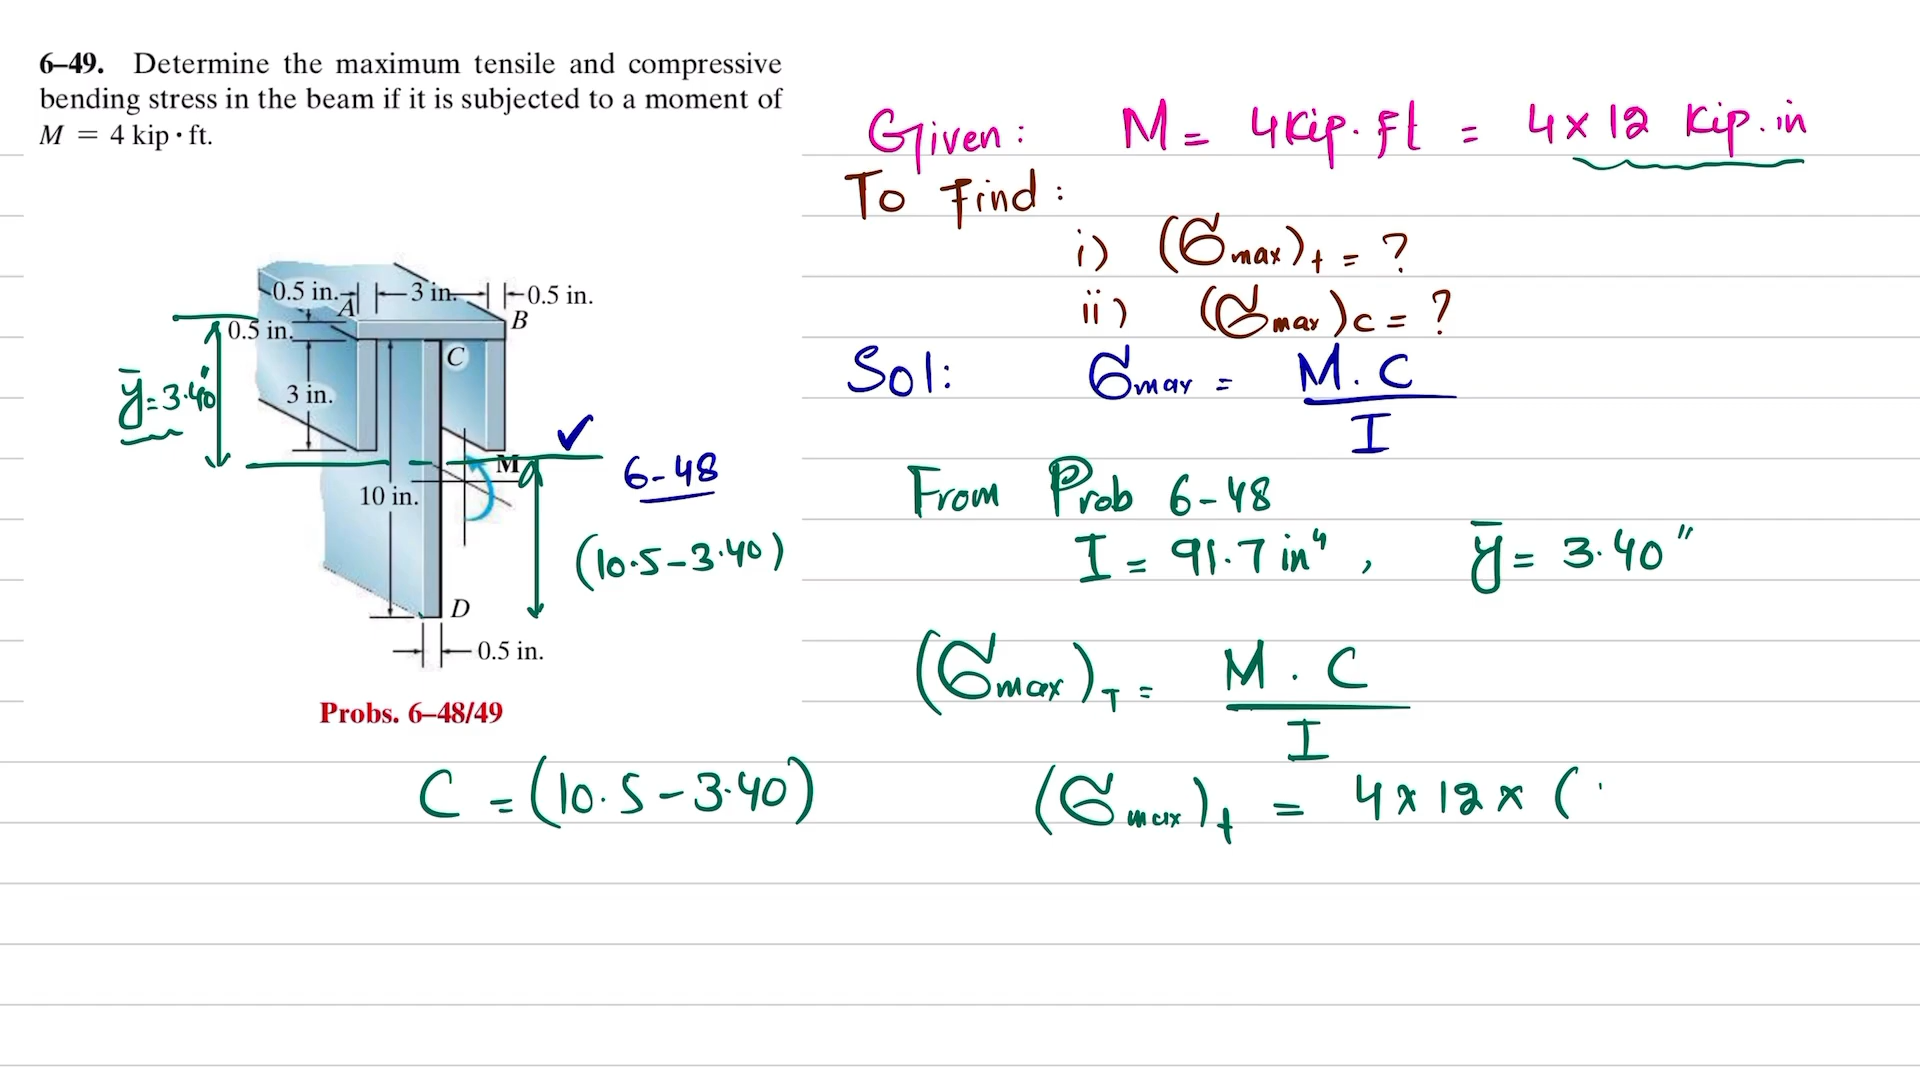 6–49. Determine the maximum tensile and compressive
bending stress in the beam if it is subjected to a moment of
M = 4 kip · ft.
Given: M = 4 Kip. ft = 4 × 12 Kip. in
To Find:
i) (σmax)t = ?
ii) (σmax)c = ?
Sol: σmax = M. C / I
From Prob 6-48
I = 91.7 in⁴, ȳ = 3.40"
(σmax)T = M. C / I
(σmax)t = 4 × 12 × (
0.5 in.
3 in.
0.5 in.
A
B
0.5 in.
C
ȳ = 3.40"
3 in.
M
6-48
10 in.
(10.5-3.40)
D
0.5 in.
Probs. 6–48/49
C = (10.5-3.40)